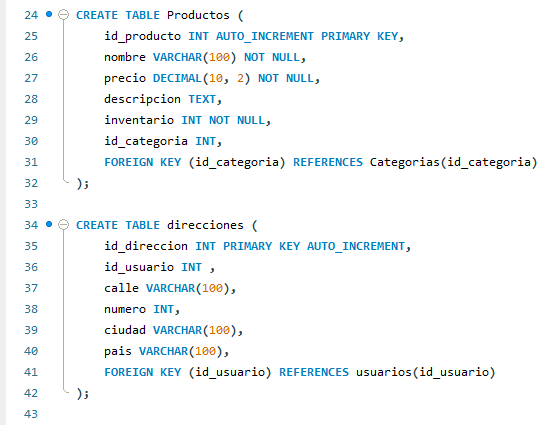 24 CREATE TABLE Productos (
25 id_producto INT AUTO_INCREMENT PRIMARY KEY,
26 nombre VARCHAR(100) NOT NULL,
27 precio DECIMAL(10, 2) NOT NULL,
28 descripcion TEXT,
29 inventario INT NOT NULL,
30 id_categoria INT,
31 FOREIGN KEY (id_categoria) REFERENCES Categorias(id_categoria)
32 );
33
34 CREATE TABLE direcciones (
35 id_direccion INT PRIMARY KEY AUTO_INCREMENT,
36 id_usuario INT ,
37 calle VARCHAR(100),
38 numero INT,
39 ciudad VARCHAR(100),
40 pais VARCHAR(100),
41 FOREIGN KEY (id_usuario) REFERENCES usuarios(id_usuario)
42 );
43